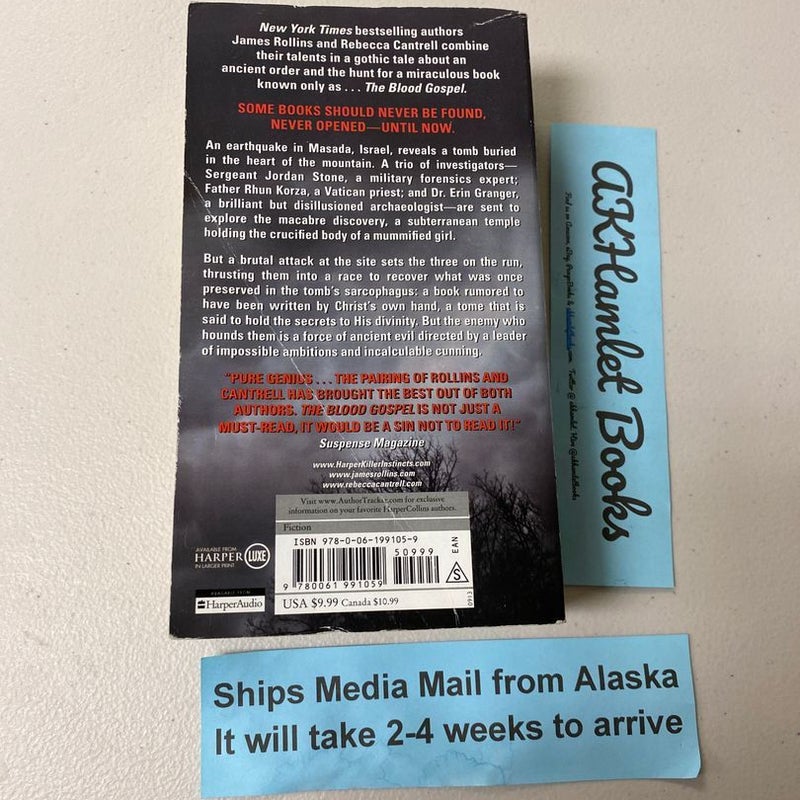 New York Times bestselling authors
James Rollins and Rebecca Cantrell combine
their talents in a gothic tale about an
ancient order and the hunt for a miraculous book
known only as . . . The Blood Gospel.
SOME BOOKS SHOULD NEVER BE FOUND,
NEVER OPENED—UNTIL NOW.
An earthquake in Masada, Israel, reveals a tomb buried
in the heart of the mountain. A trio of investigators—
Sergeant Jordan Stone, a military forensics expert;
Father Rhun Korza, a Vatican priest; and Dr. Erin Granger,
a brilliant but disillusioned archaeologist—are sent to
explore the macabre discovery, a subterranean temple
holding the crucified body of a mummified girl.
But a brutal attack at the site sets the three on the run,
thrusting them into a race to recover what was once
preserved in the tomb's sarcophagus: a book rumored to
have been written by Christ's own hand, a tome that is
said to hold the secrets to His divinity. But the enemy who
hounds them is a force of ancient evil directed by a leader
of impossible ambitions and incalculable cunning.
"PURE GENIUS . . . THE PAIRING OF ROLLINS AND
CANTRELL HAS BROUGHT THE BEST OUT OF BOTH
AUTHORS. THE BLOOD GOSPEL IS NOT JUST A
MUST-READ, IT WOULD BE A SIN NOT TO READ IT!"
Suspense Magazine
www.HarperKillerInstincts.com
www.jamesrollins.com
www.rebeccacantrell.com
Visit www.AuthorTracker.com for exclusive
information on your favorite HarperCollins authors.
Fiction
ISBN 978-0-06-199105-9
50999
EAN
9 780061 991059
S
USA $9.99 Canada $10.99
0913
AVAILABLE FROM
HARPER LUXE
IN LARGER PRINT
AVAILABLE FROM
HarperAudio
AKHamlet Books
Find us on
Ships Media Mail from Alaska
It will take 2-4 weeks to arrive